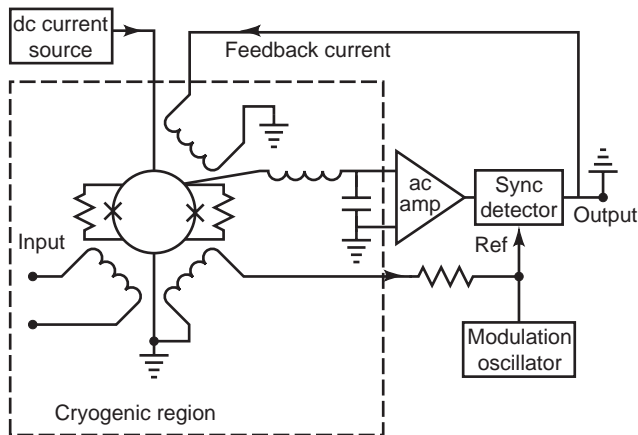 dc current
source
Feedback current
ac
amp
Sync
detector
Output
Input
Ref
Modulation
oscillator
Cryogenic region